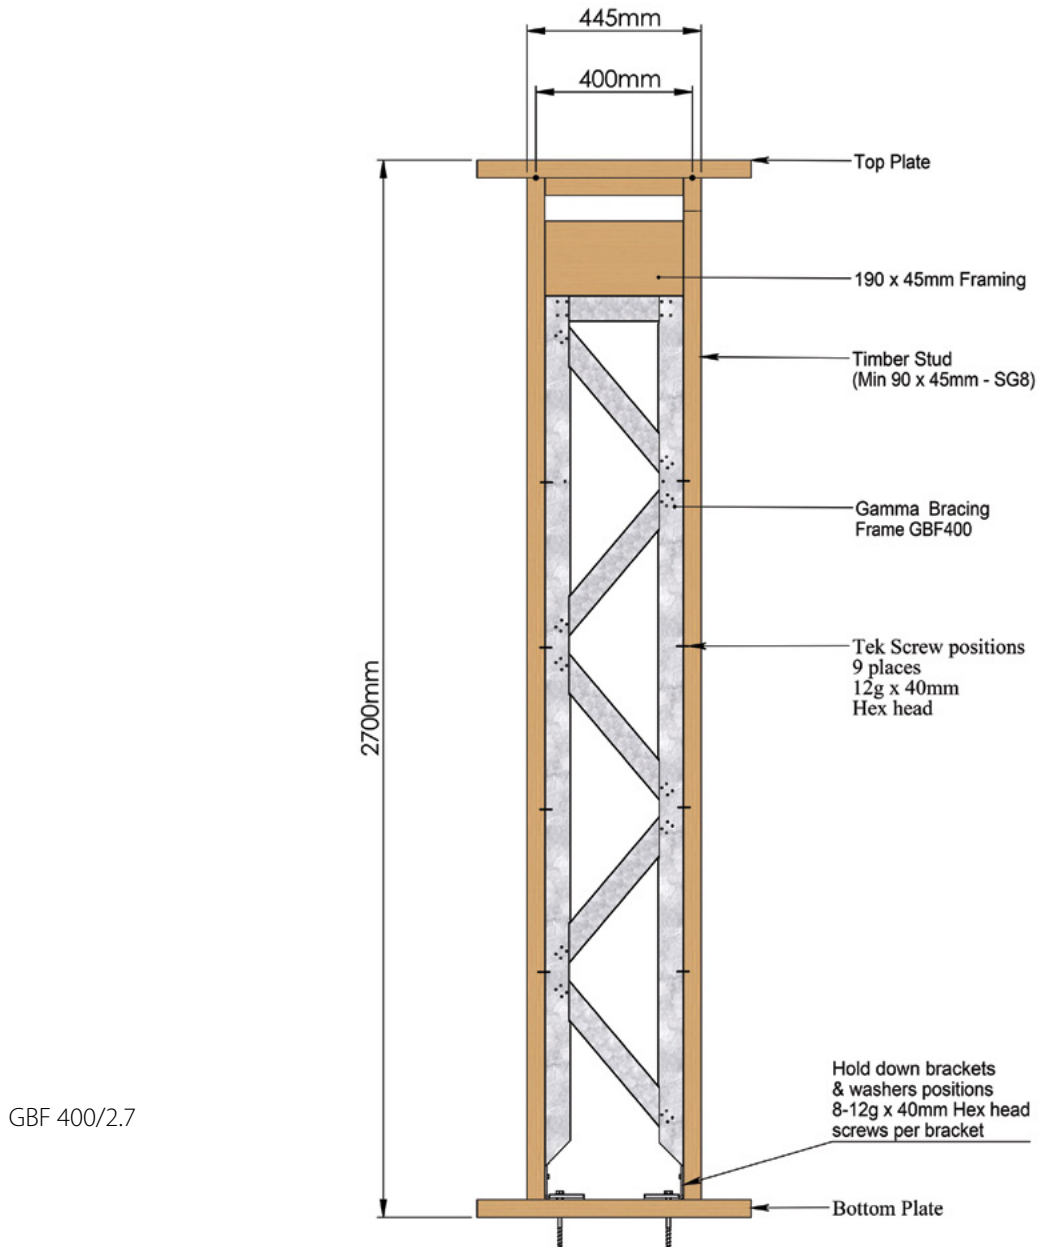 445mm
400mm
Top Plate
190 x 45mm Framing
Timber Stud
(Min 90 x 45mm - SG8)
Gamma Bracing
Frame GBF400
Tek Screw positions
9 places
12g x 40mm
Hex head
2700mm
Hold down brackets
& washers positions
8-12g x 40mm Hex head
screws per bracket
GBF 400/2.7
Bottom Plate